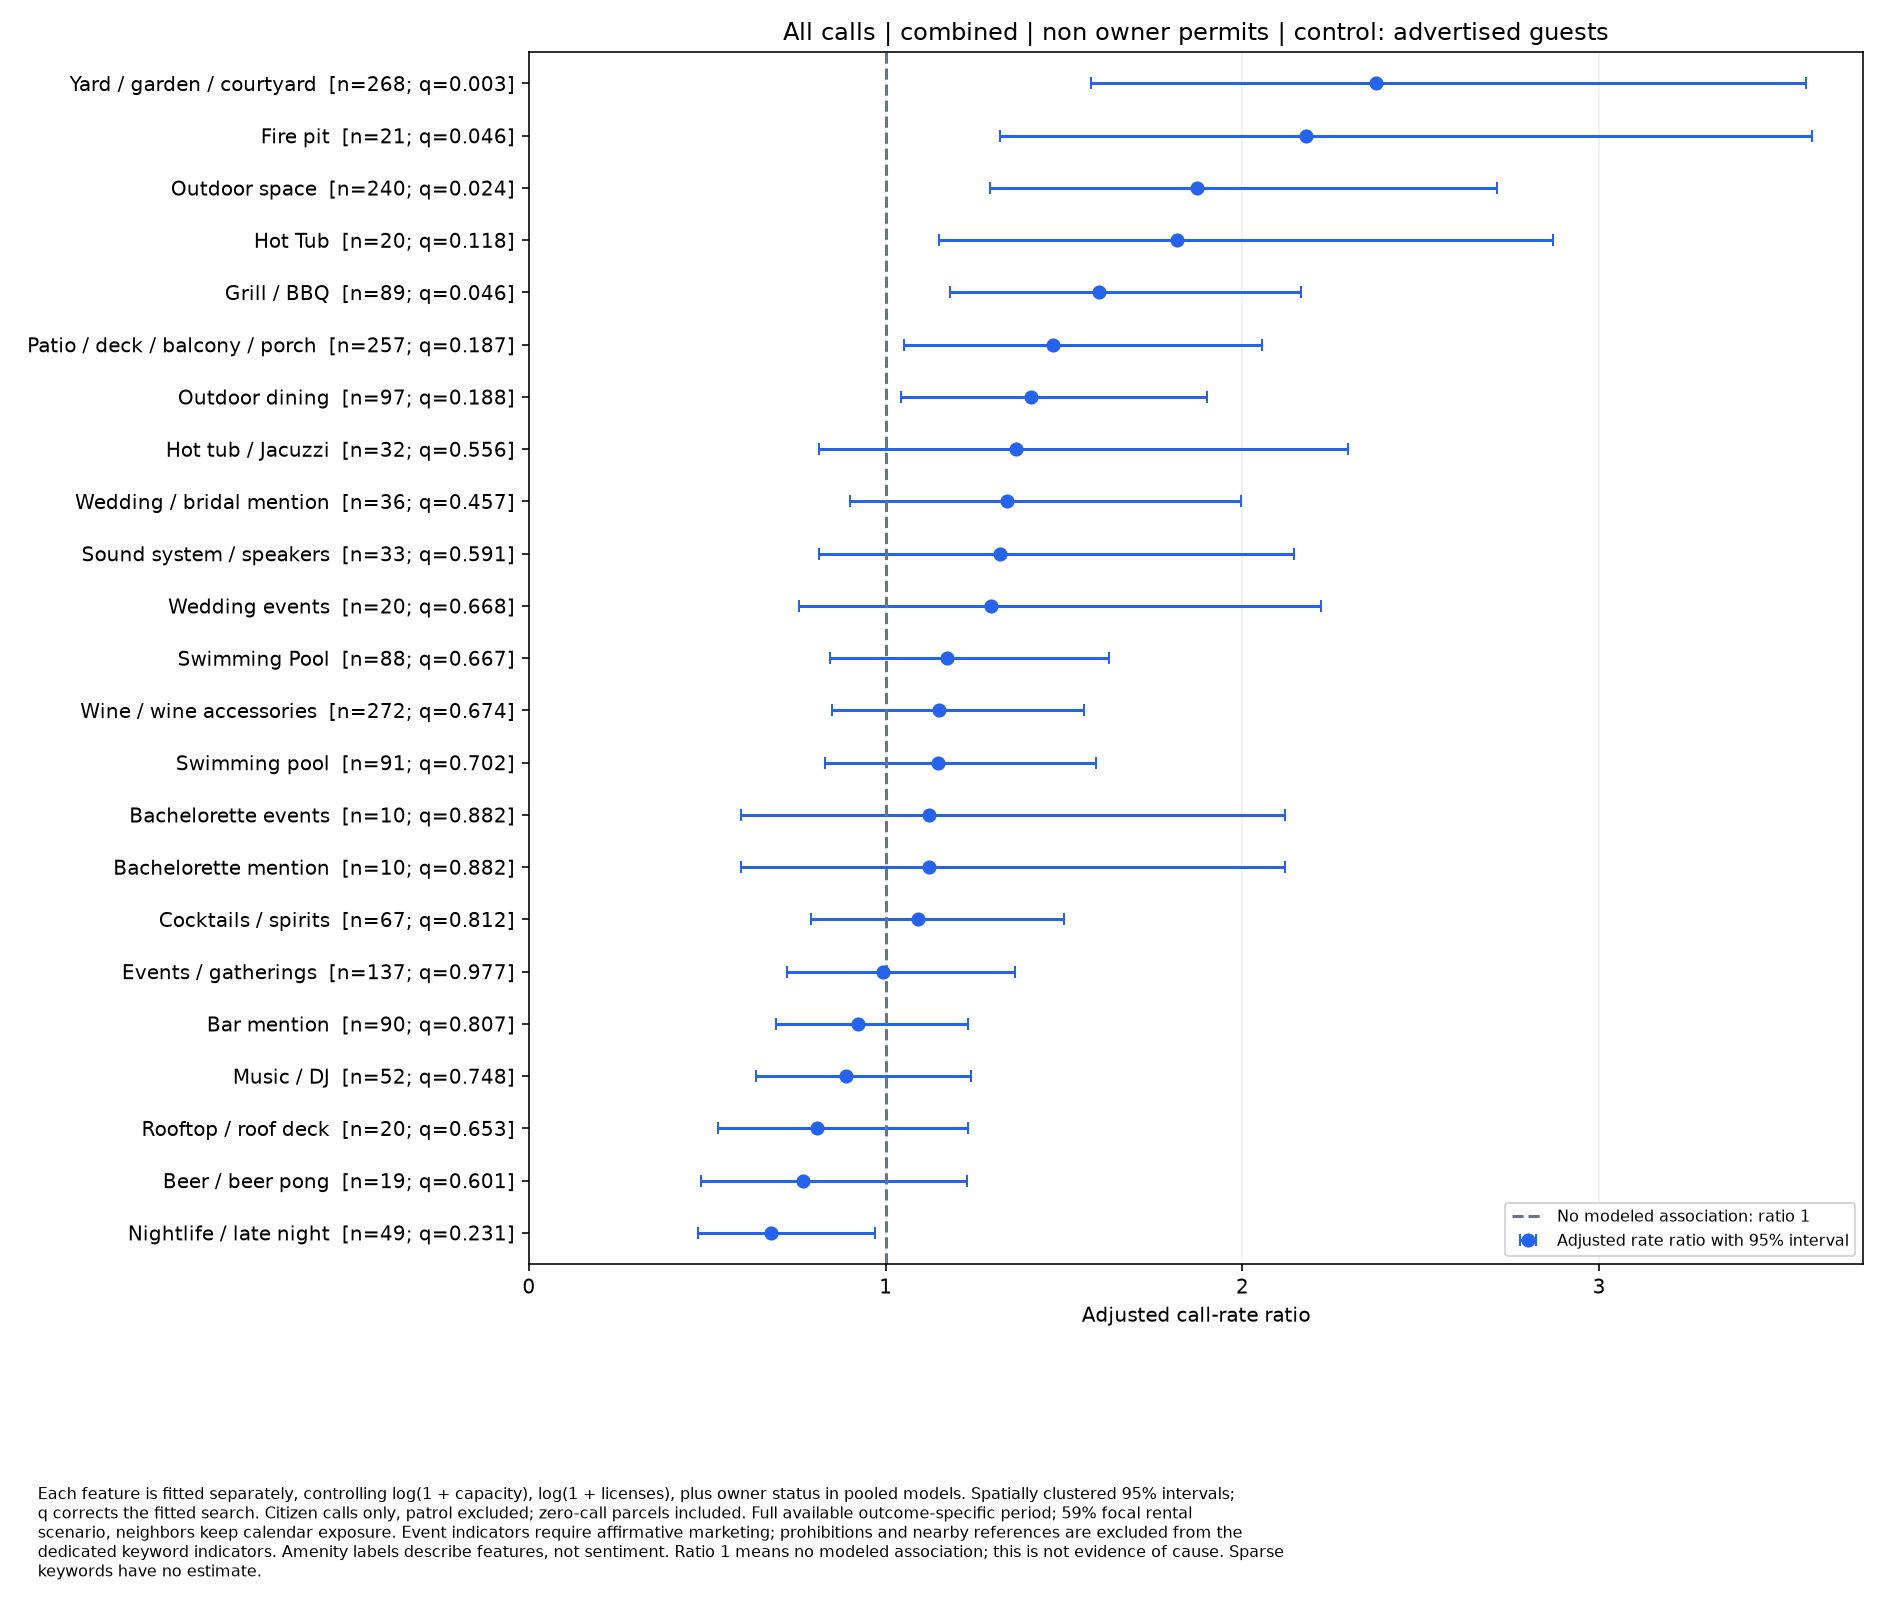 All calls | combined | non owner permits | control: advertised guests
Yard / garden / courtyard  [n=268; q=0.003]
Fire pit  [n=21; q=0.046]
Outdoor space  [n=240; q=0.024]
Hot Tub  [n=20; q=0.118]
Grill / BBQ  [n=89; q=0.046]
Patio / deck / balcony / porch  [n=257; q=0.187]
Outdoor dining  [n=97; q=0.188]
Hot tub / Jacuzzi  [n=32; q=0.556]
Wedding / bridal mention  [n=36; q=0.457]
Sound system / speakers  [n=33; q=0.591]
Wedding events  [n=20; q=0.668]
Swimming Pool  [n=88; q=0.667]
Wine / wine accessories  [n=272; q=0.674]
Swimming pool  [n=91; q=0.702]
Bachelorette events  [n=10; q=0.882]
Bachelorette mention  [n=10; q=0.882]
Cocktails / spirits  [n=67; q=0.812]
Events / gatherings  [n=137; q=0.977]
Bar mention  [n=90; q=0.807]
Music / DJ  [n=52; q=0.748]
Rooftop / roof deck  [n=20; q=0.653]
Beer / beer pong  [n=19; q=0.601]
Nightlife / late night  [n=49; q=0.231]
No modeled association: ratio 1
Adjusted rate ratio with 95% interval
0 1 2 3
Adjusted call-rate ratio
Each feature is fitted separately, controlling log(1 + capacity), log(1 + licenses), plus owner status in pooled models. Spatially clustered 95% intervals;
q corrects the fitted search. Citizen calls only, patrol excluded; zero-call parcels included. Full available outcome-specific period; 59% focal rental
scenario, neighbors keep calendar exposure. Event indicators require affirmative marketing; prohibitions and nearby references are excluded from the
dedicated keyword indicators. Amenity labels describe features, not sentiment. Ratio 1 means no modeled association; this is not evidence of cause. Sparse
keywords have no estimate.